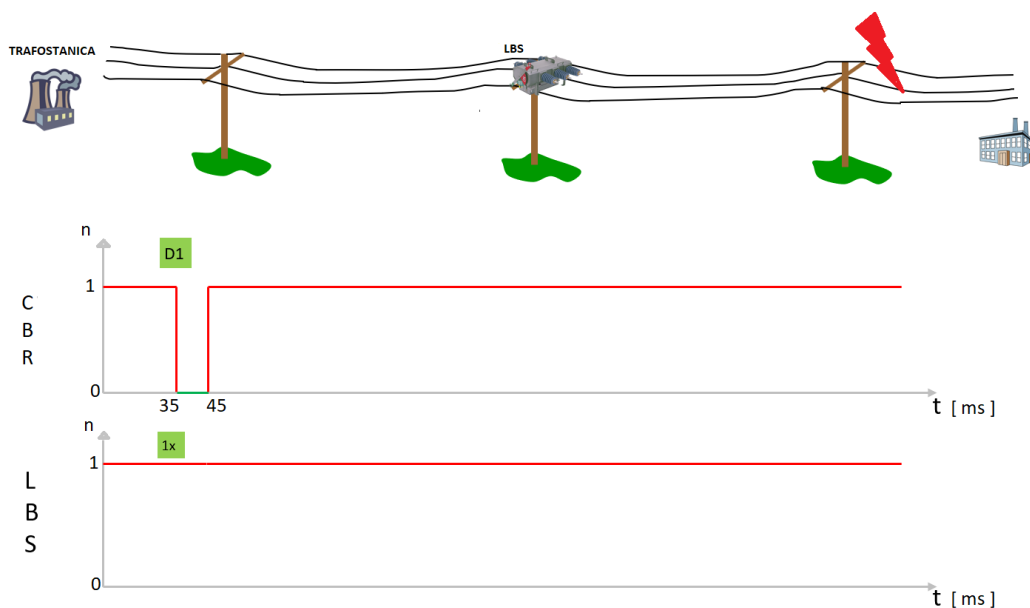 TRAFOSTANICA
LBS
n
D1
1
C
B
R
0
35 45
t [ ms ]
n
1x
1
L
B
S
0
t [ ms ]